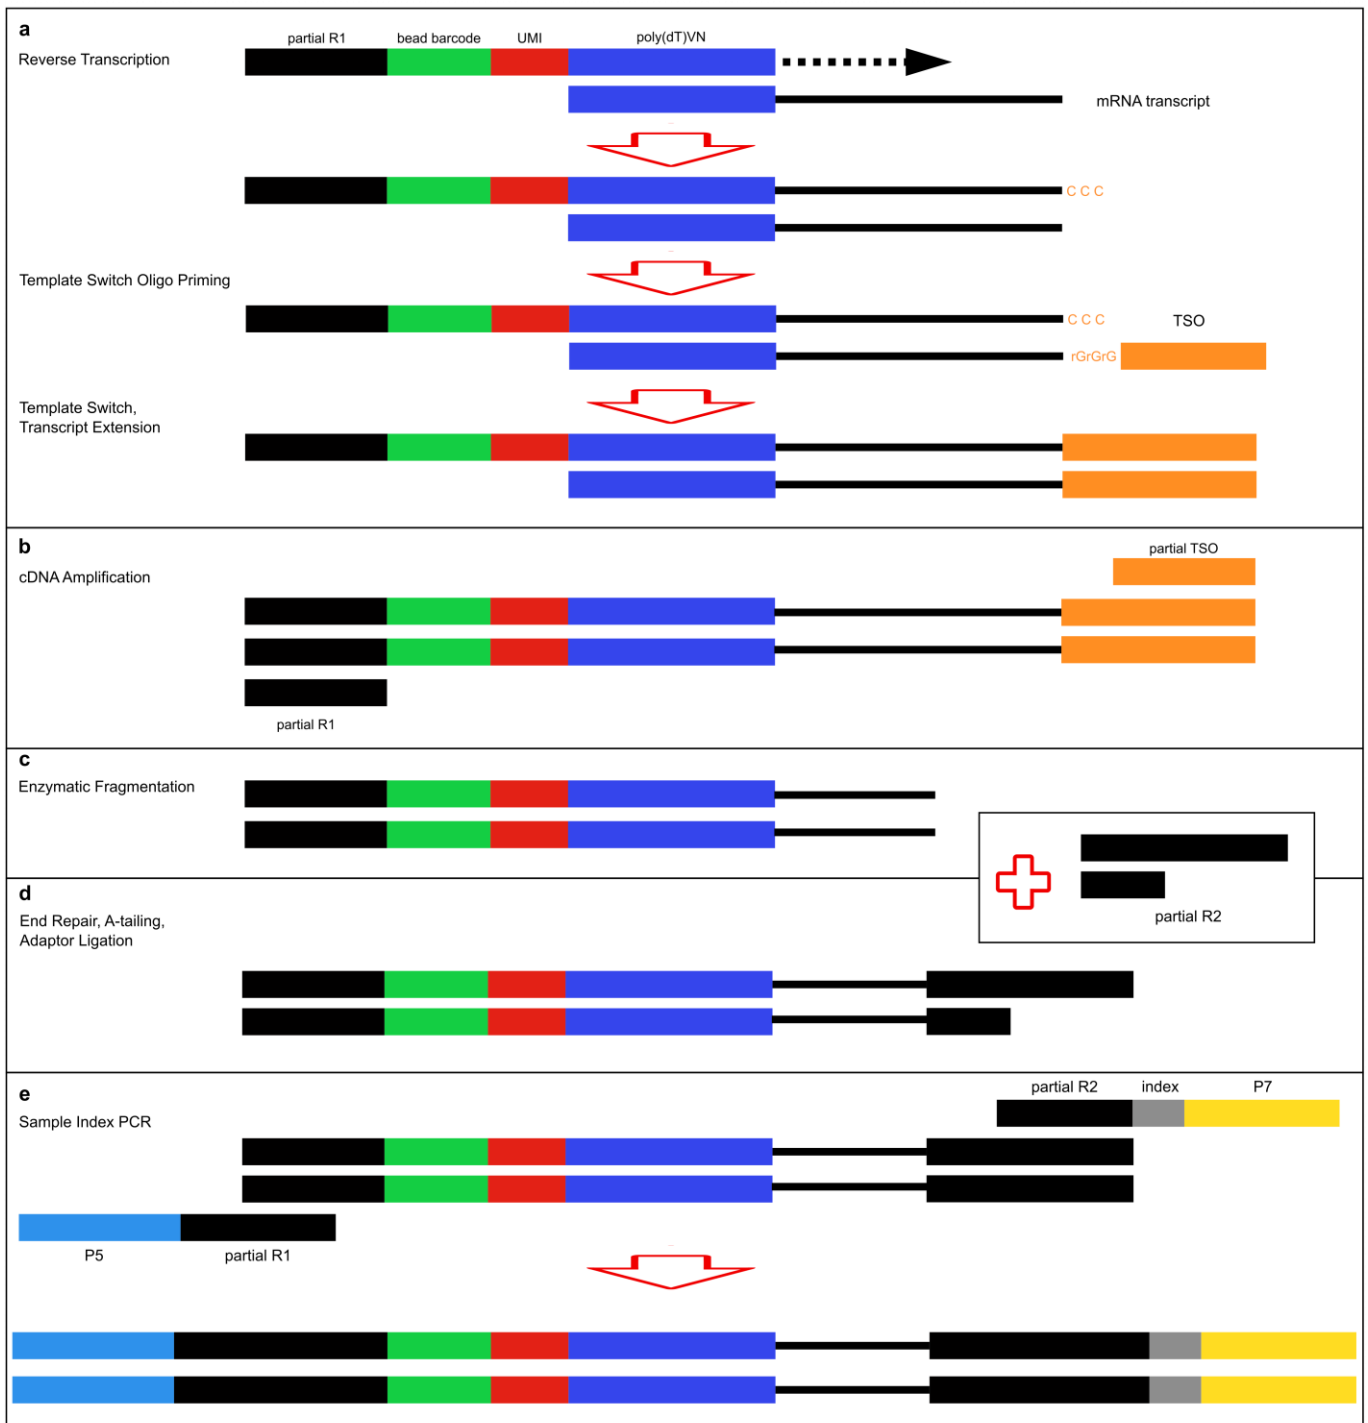 a
partial R1 bead barcode UMI poly(dT)VN
Reverse Transcription
mRNA transcript
C C C
Template Switch Oligo Priming
C C C TSO
rGrGrG
Template Switch,
Transcript Extension
b
partial TSO
cDNA Amplification
partial R1
c
Enzymatic Fragmentation
d
partial R2
End Repair, A-tailing,
Adaptor Ligation
e
partial R2 index P7
Sample Index PCR
P5 partial R1